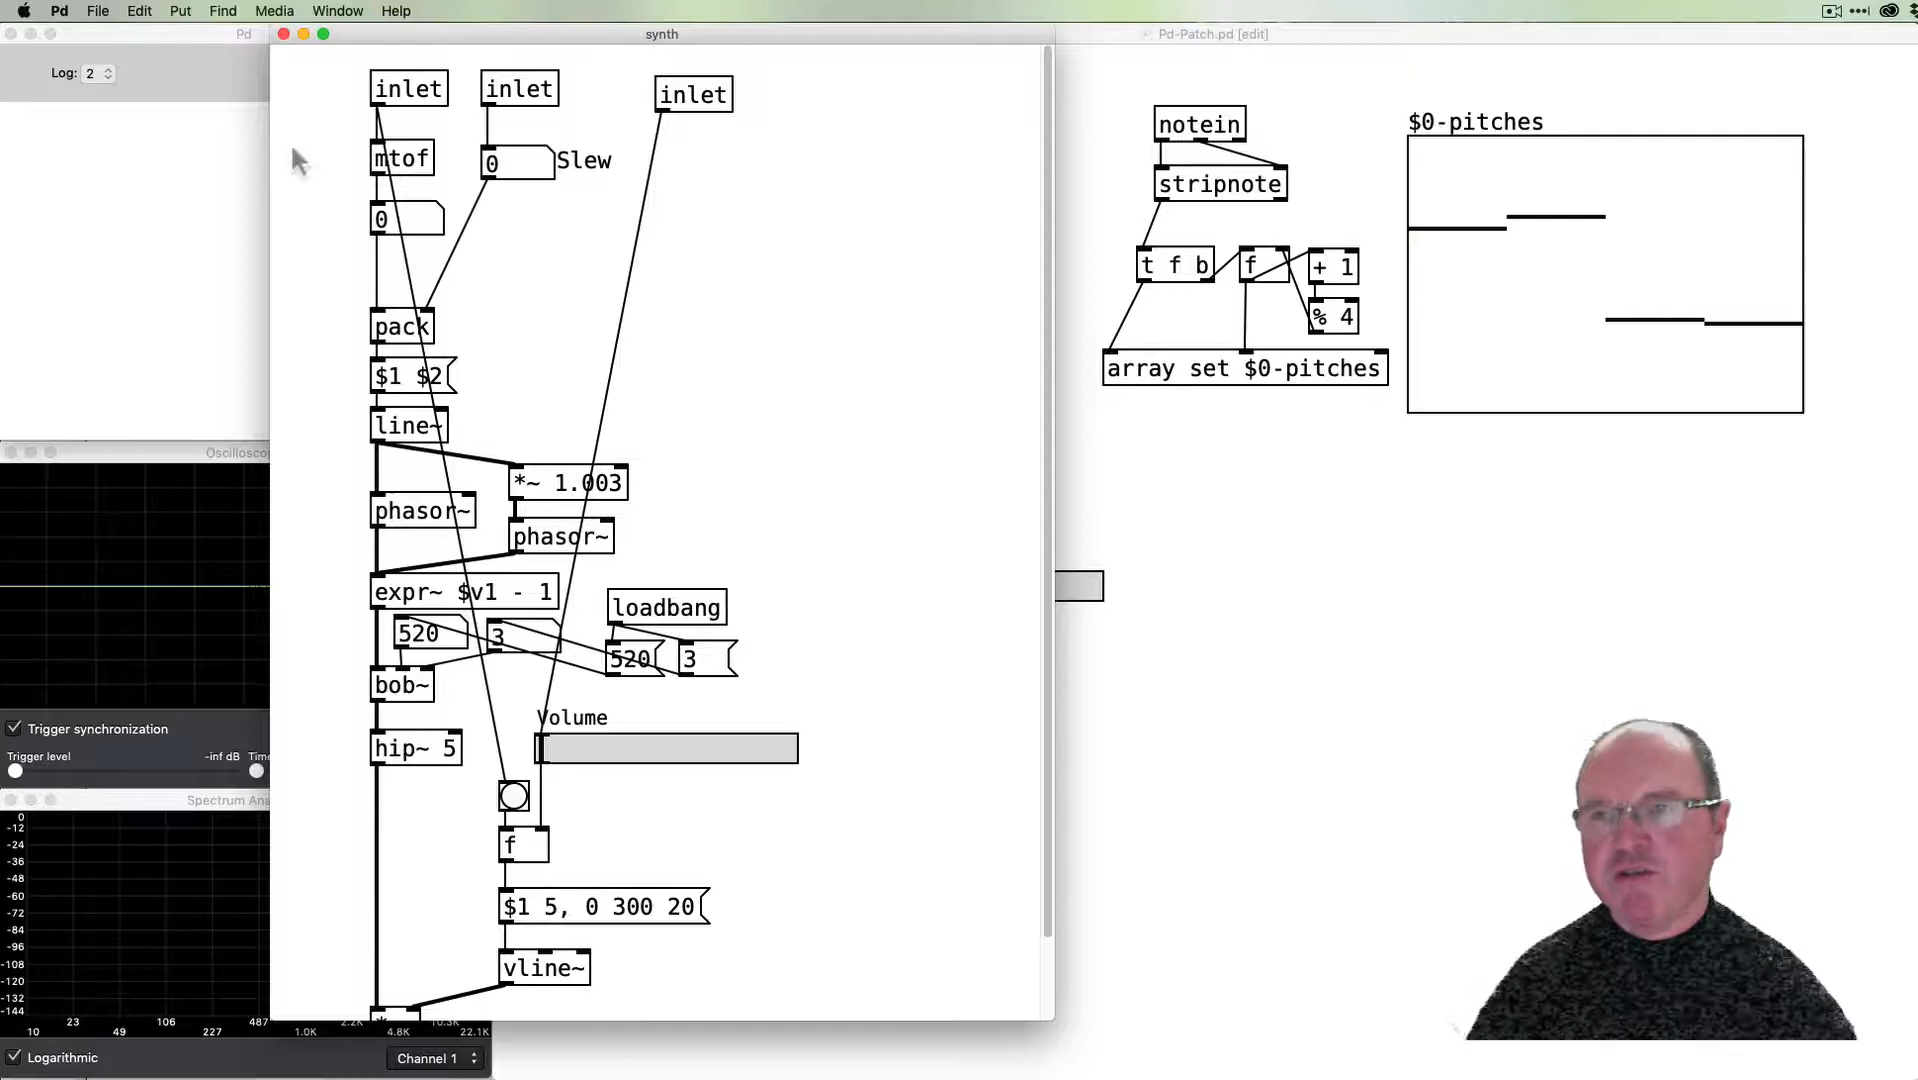 Pd File Edit Put Find Media Window Help
Pd
synth
Pd-Patch.pd [edit]
Log: 2
inlet
inlet
inlet
mtof
0
Slew
0
pack
$1 $2
line~
*~ 1.003
phasor~
phasor~
expr~ $v1 - 1
520
3
loadbang
520
3
bob~
Volume
hip~ 5
f
$1 5, 0 300 20
vline~
notein
stripnote
t f b
f
+ 1
% 4
array set $0-pitches
$0-pitches
Trigger synchronization
Trigger level
-inf dB
0
-12
-24
-36
-48
-60
-72
-84
-96
-108
-120
-132
-144
10
23
49
106
227
487
1.0K
4.8K
22.1K
Logarithmic
Channel 1